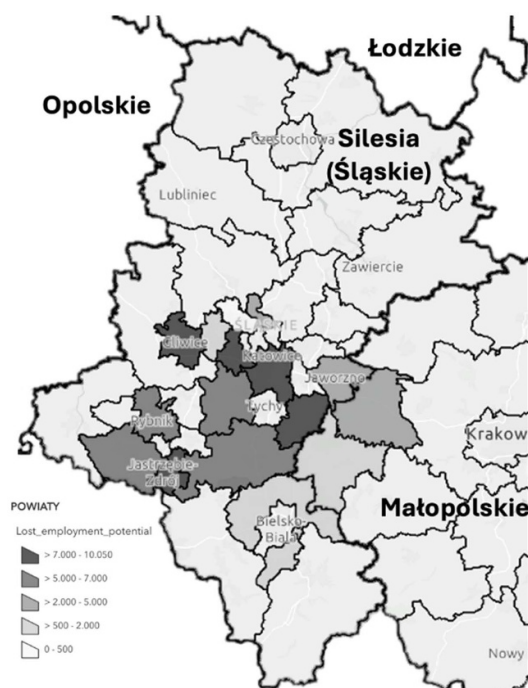 Łodzkie
Opolskie
Częstochowa
Silesia
(Śląskie)
Lubliniec
Zawiercie
ŚLĄSKIE
Gliwice
Katowice
Jaworzno
Tychy
Rybnik
Krakow
Jastrzębie-
Zdrój
Małopolskie
Bielsko-
Biała
POWIATY
Lost_employment_potential
> 7.000 - 10.050
> 5.000 - 7.000
> 2.000 - 5.000
> 500 - 2.000
0 - 500
Nowy